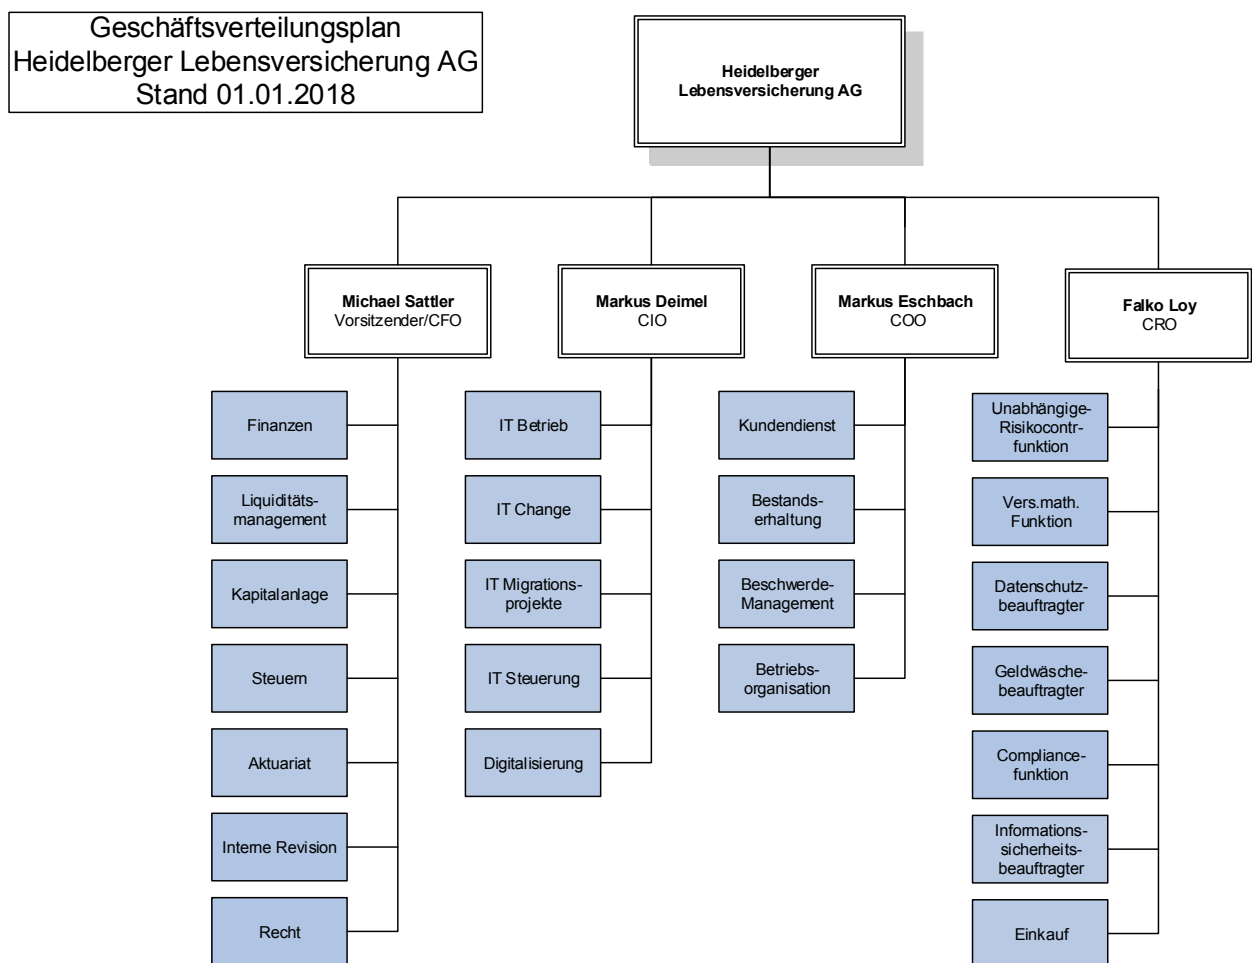 Geschäftsverteilungsplan
Heidelberger Lebensversicherung AG
Stand 01.01.2018
Heidelberger
Lebensversicherung AG
Michael Sattler
Vorsitzender/CFO
Markus Deimel
CIO
Markus Eschbach
COO
Falko Loy
CRO
Finanzen
Liquiditäts-
management
Kapitalanlage
Steuern
Aktuariat
Interne Revision
Recht
IT Betrieb
IT Change
IT Migrations-
projekte
IT Steuerung
Digitalisierung
Kundendienst
Bestands-
erhaltung
Beschwerde-
Management
Betriebs-
organisation
Unabhängige-
Risikocontr-
funktion
Vers.math.
Funktion
Datenschutz-
beauftragter
Geldwäsche-
beauftragter
Compliance-
funktion
Informations-
sicherheits-
beauftragter
Einkauf